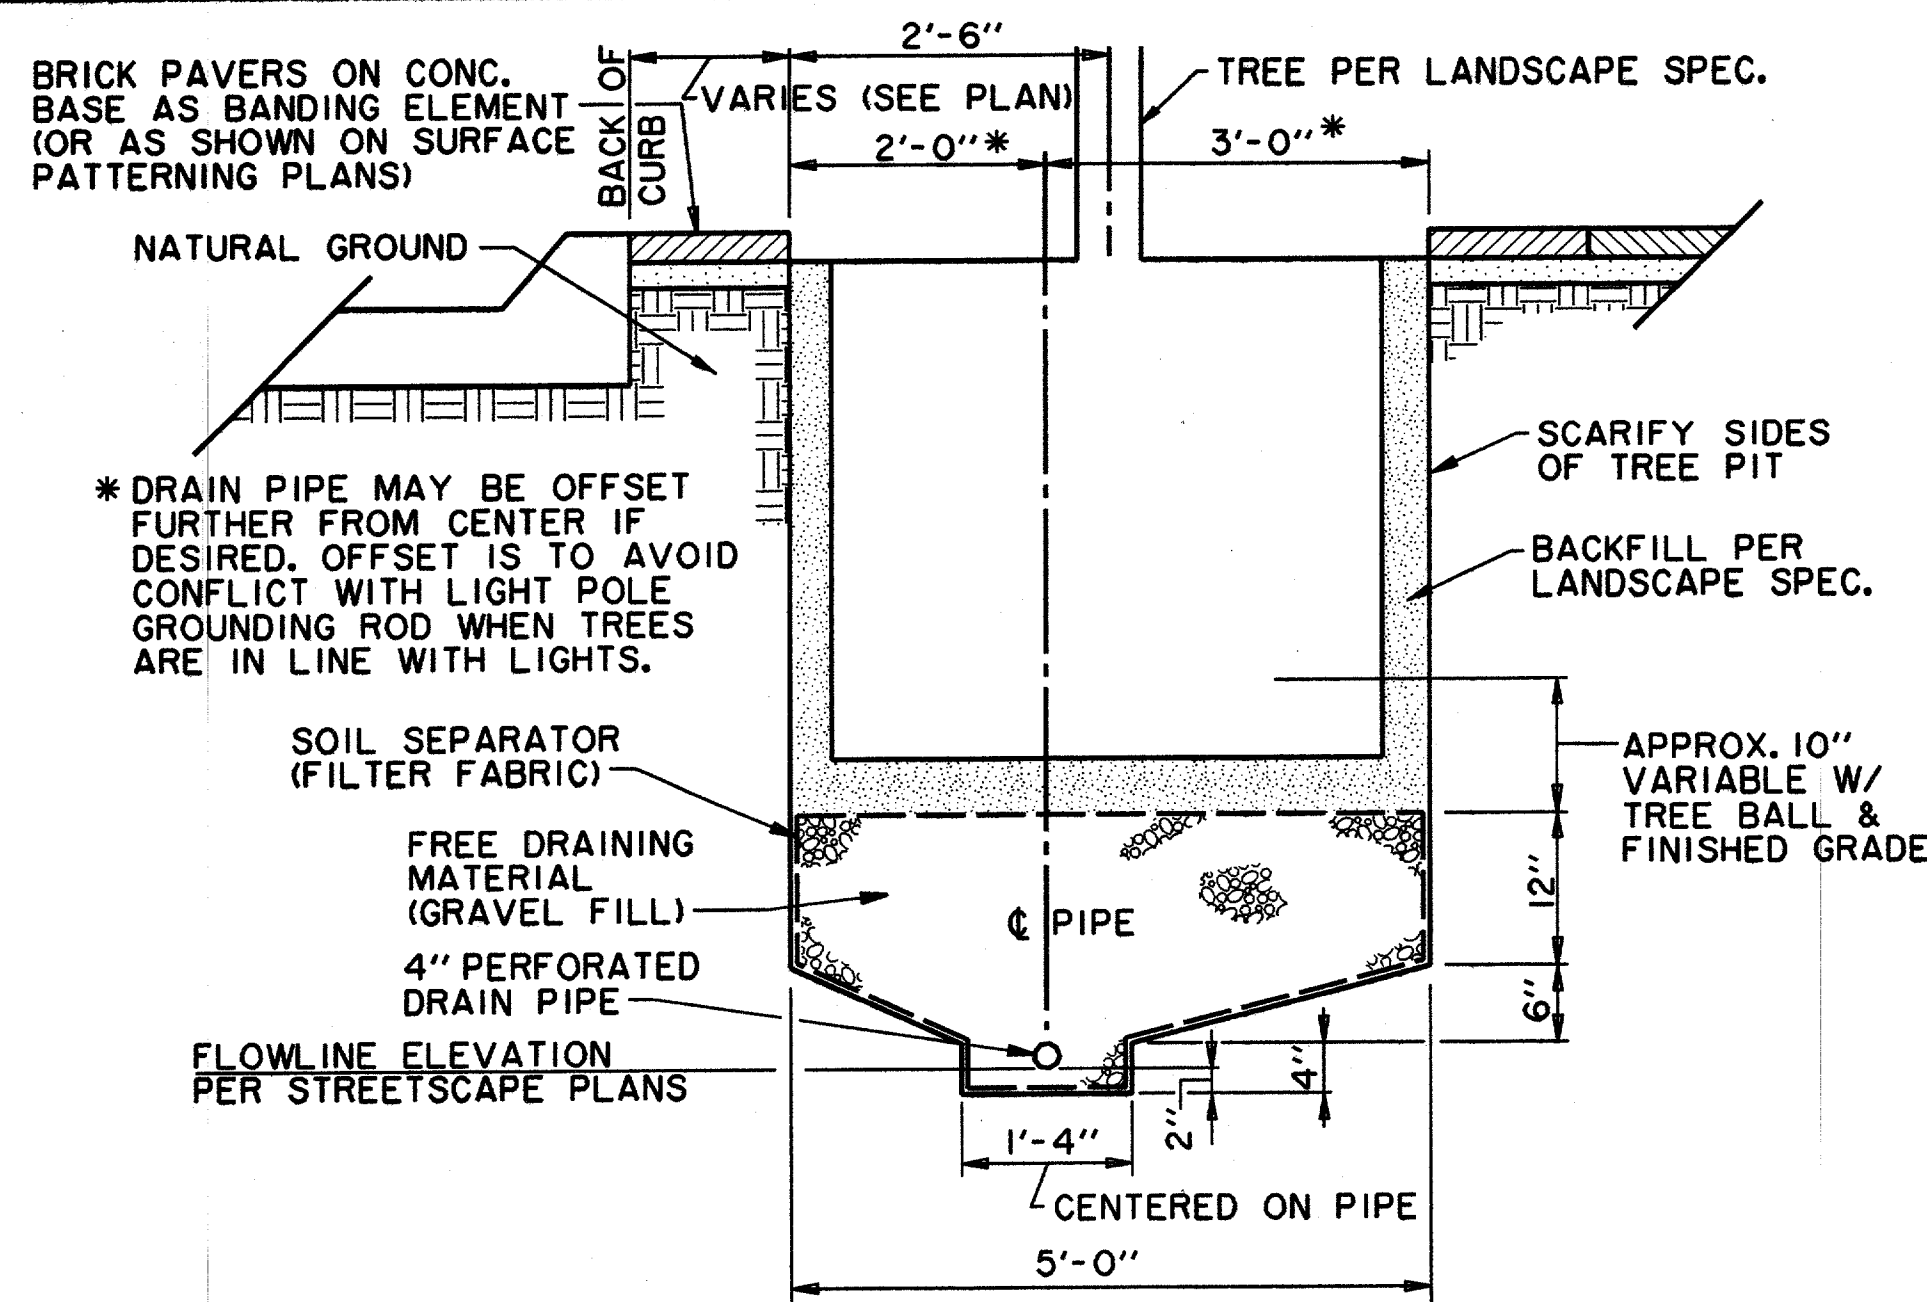 2'-6"
BRICK PAVERS ON CONC.
BASE AS BANDING ELEMENT
(OR AS SHOWN ON SURFACE
PATTERNING PLANS)
BACK OF
CURB
VARIES (SEE PLAN)
TREE PER LANDSCAPE SPEC.
2'-0"*
3'-0"*
NATURAL GROUND
SCARIFY SIDES
OF TREE PIT
* DRAIN PIPE MAY BE OFFSET
FURTHER FROM CENTER IF
DESIRED. OFFSET IS TO AVOID
CONFLICT WITH LIGHT POLE
GROUNDING ROD WHEN TREES
ARE IN LINE WITH LIGHTS.
BACKFILL PER
LANDSCAPE SPEC.
SOIL SEPARATOR
(FILTER FABRIC)
APPROX. 10"
VARIABLE W/
TREE BALL &
FINISHED GRADE
FREE DRAINING
MATERIAL
(GRAVEL FILL)
℄ PIPE
12"
4" PERFORATED
DRAIN PIPE
6"
FLOWLINE ELEVATION
PER STREETSCAPE PLANS
4"
2"
1'-4"
CENTERED ON PIPE
5'-0"